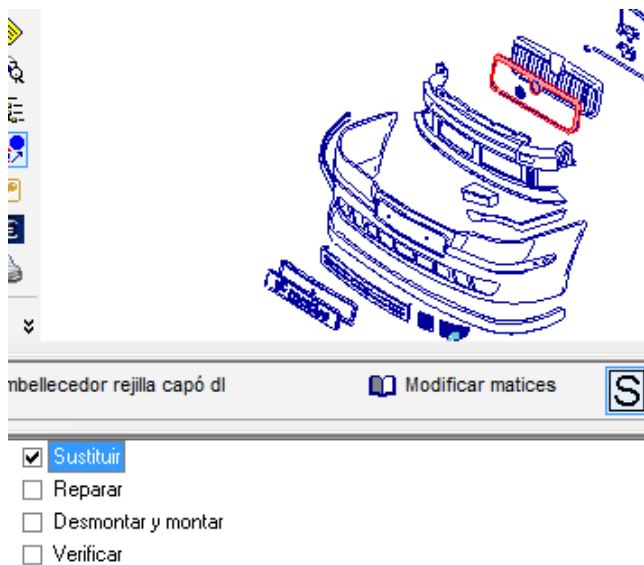 mbellecedor rejilla capó dl
Modificar matices
S
Sustituir
Reparar
Desmontar y montar
Verificar